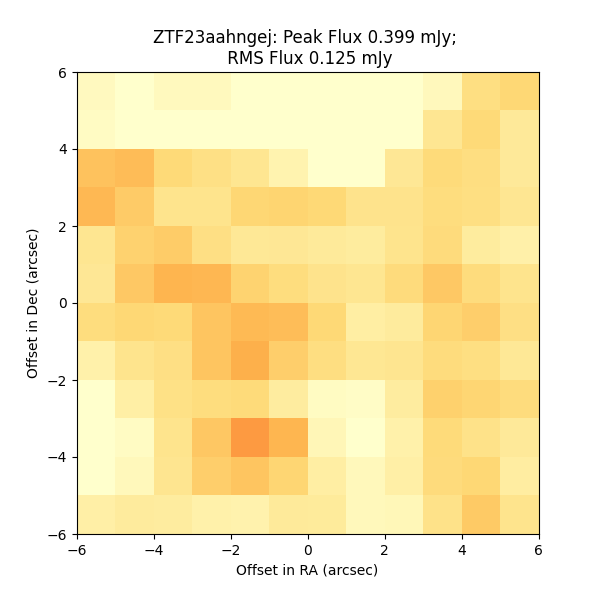 ZTF23aahngej: Peak Flux 0.399 mJy;
RMS Flux 0.125 mJy
6
4
2
0
−2
−4
−6
Offset in Dec (arcsec)
−6 −4 −2 0 2 4 6
Offset in RA (arcsec)